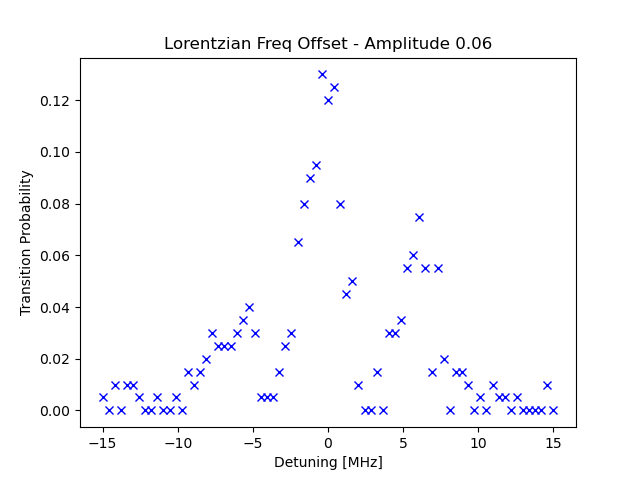 Lorentzian Freq Offset - Amplitude 0.06
Transition Probability
0.12
0.10
0.08
0.06
0.04
0.02
0.00
−15 −10 −5 0 5 10 15
Detuning [MHz]